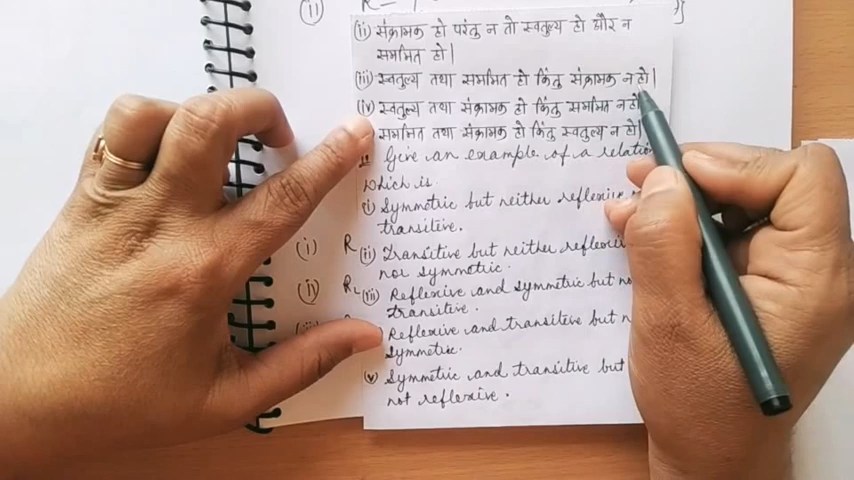 (ii) R =
(ii) संक्रामक हो परंतु न तो स्वतुल्य हो और न
सममित हो|
(iii) स्वतुल्य तथा सममित हो किंतु संक्रामक न हो|
(iv) स्वतुल्य तथा संक्रामक हो किंतु सममित न हो
सममित तथा संक्रामक हो किंतु स्वतुल्य न हो|
Give an example of a relation
which is
(i) Symmetric but neither reflexive
transitive.
(ii) Transitive but neither reflexive
nor symmetric.
(iii) Reflexive and symmetric but no
transitive.
Reflexive and transitive but n
symmetric.
(v) Symmetric and transitive but
not reflexive.
(i) R
(ii) R